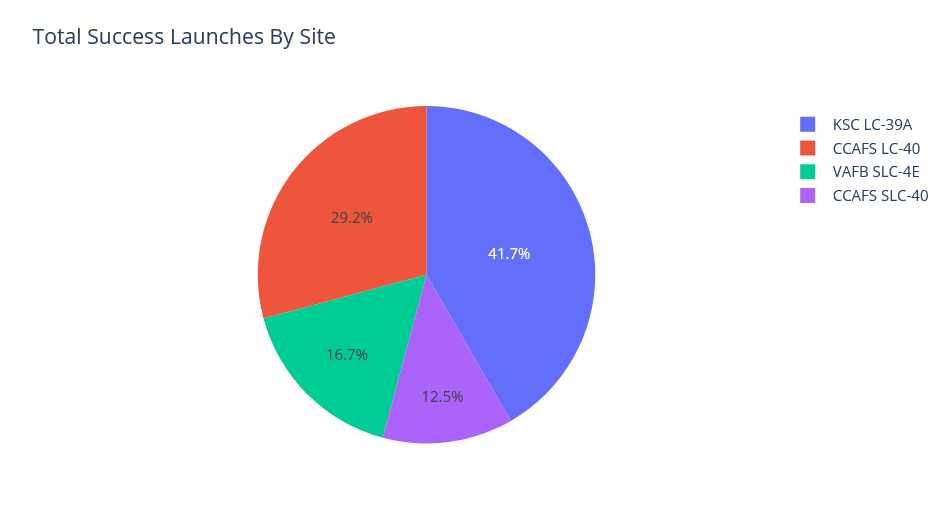 Total Success Launches By Site
KSC LC-39A
CCAFS LC-40
VAFB SLC-4E
CCAFS SLC-40
29.2%
41.7%
16.7%
12.5%